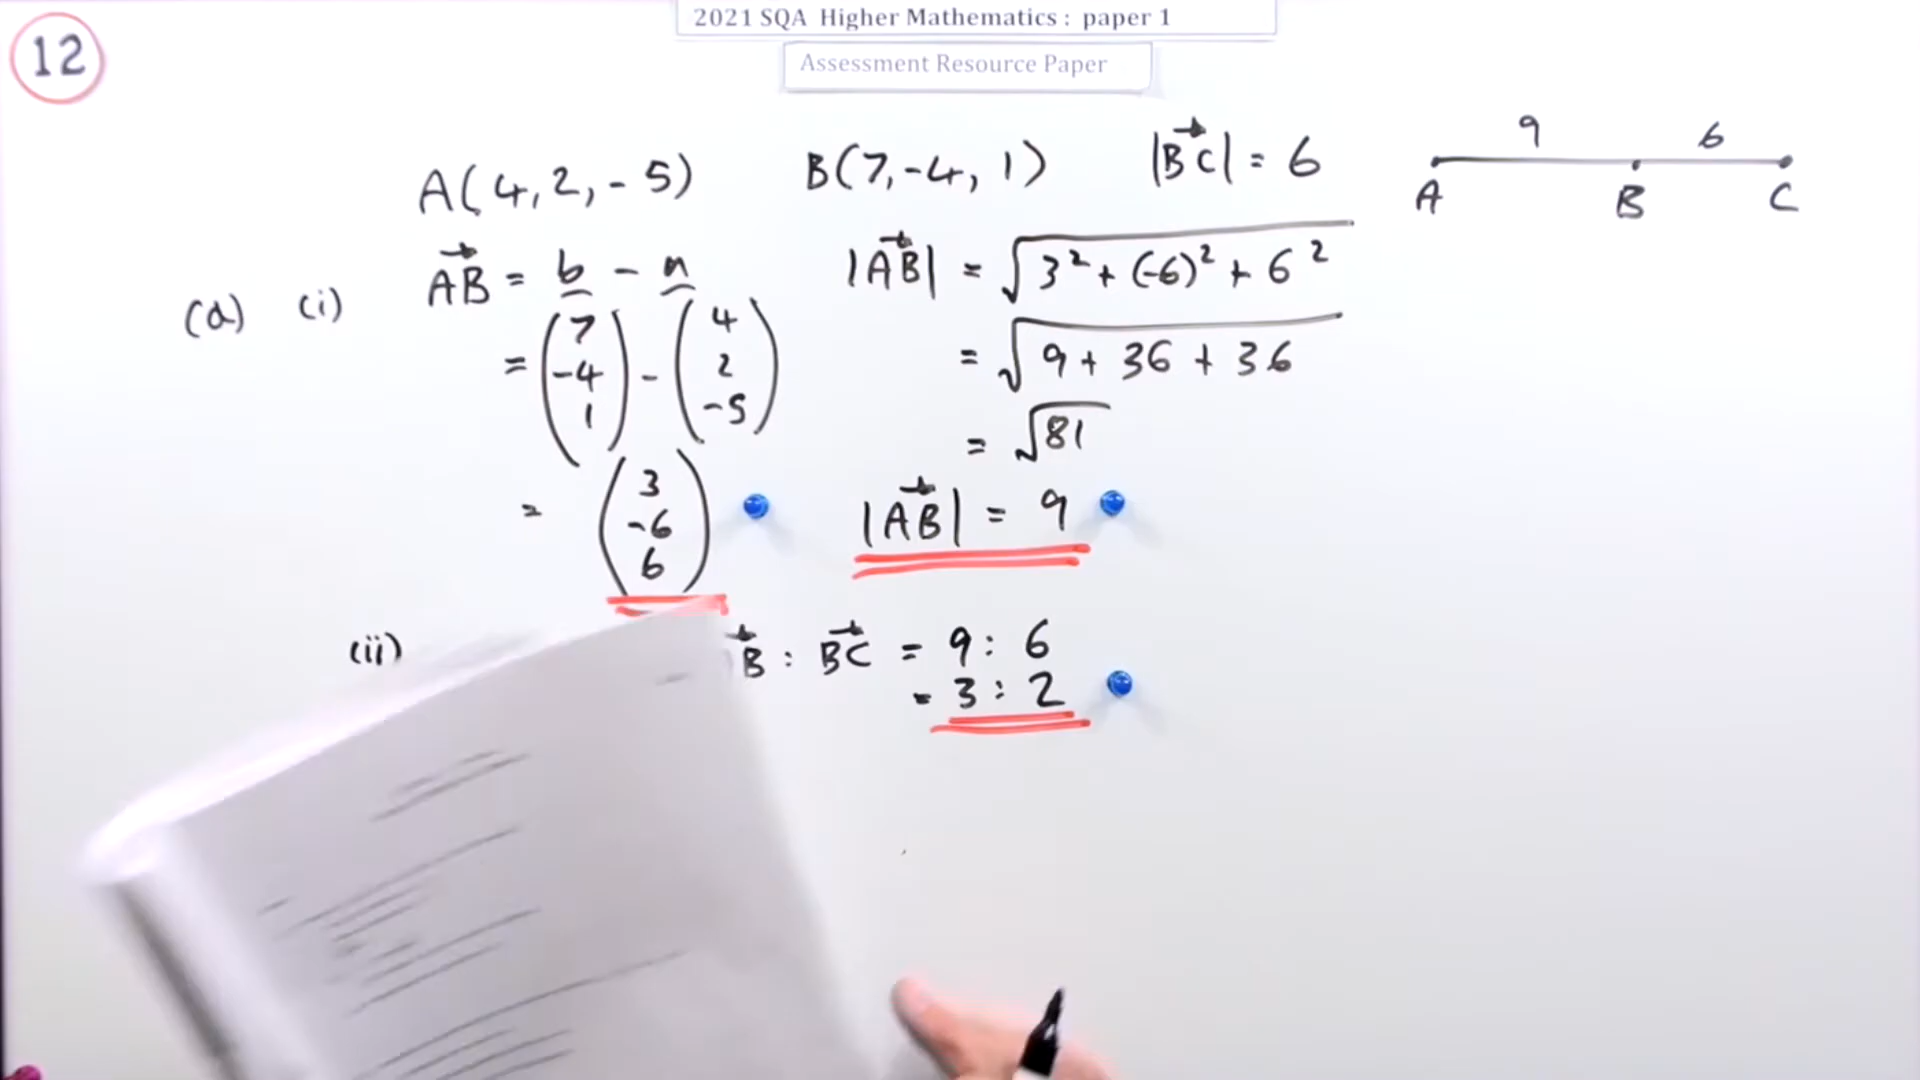 12
2021 SQA Higher Mathematics : paper 1
Assessment Resource Paper
A(4,2,-5) B(7,-4,1) |BC| = 6
9 6
A B C
(a) (i) AB = b - a
|AB| = √3² + (-6)² + 6²
= (7 -4 1) - (4 2 -5)
= √9 + 36 + 36
= √81
= (3 -6 6)
|AB| = 9
(ii) B : BC = 9 : 6
= 3 : 2